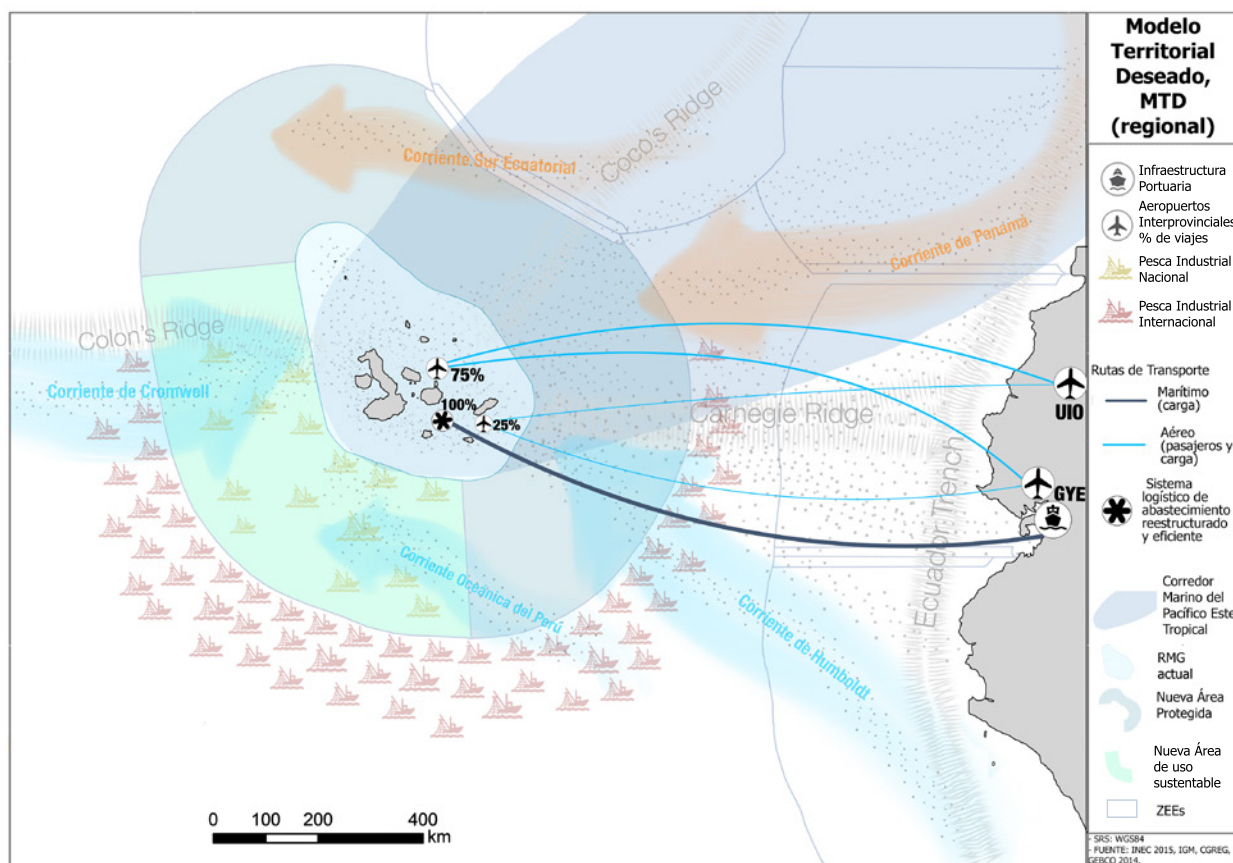 Modelo
Territorial
Deseado,
MTD
(regional)
Infraestructura
Portuaria
Aeropuertos
Interprovinciales
% de viajes
Pesca Industrial
Nacional
Pesca Industrial
Internacional
Rutas de Transporte
Marítimo
(carga)
Aéreo
(pasajeros y
carga)
Sistema
logístico de
abastecimiento
reestructurado
y eficiente
Corredor
Marino del
Pacífico Este
Tropical
RMG
actual
Nueva Área
Protegida
Nueva Área
de uso
sustentable
ZEEs
- SRS: WGS84
- FUENTE: INEC 2015, IGM, CGREG,
GEBCO 2014.
Corriente Sur Ecuatorial
Coco's Ridge
Corriente de Panamá
Colon's Ridge
Corriente de Cromwell
75%
100%
25%
Carnegie Ridge
UIO
GYE
Ecuador Trench
Corriente Oceánica del Perú
Corriente de Humboldt
0 100 200 400
km